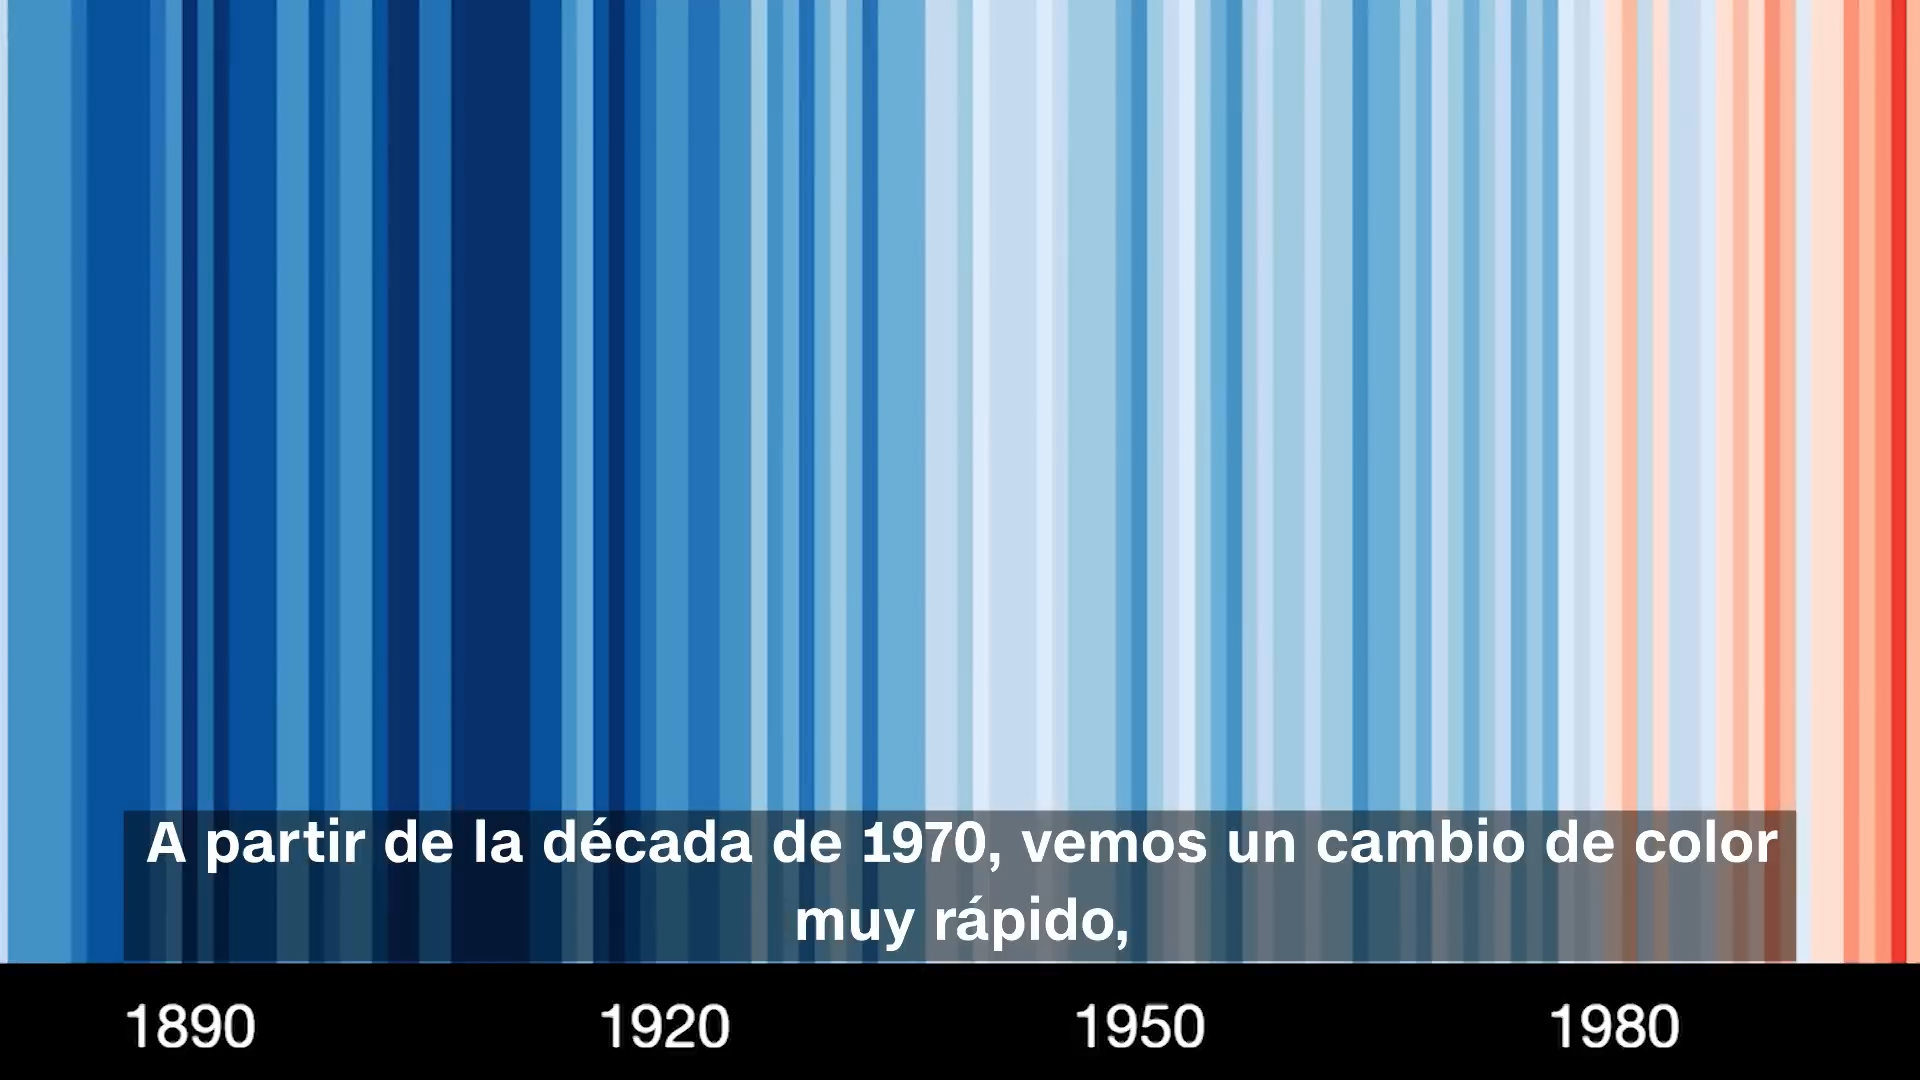 A partir de la década de 1970, vemos un cambio de color
muy rápido,
1890 1920 1950 1980